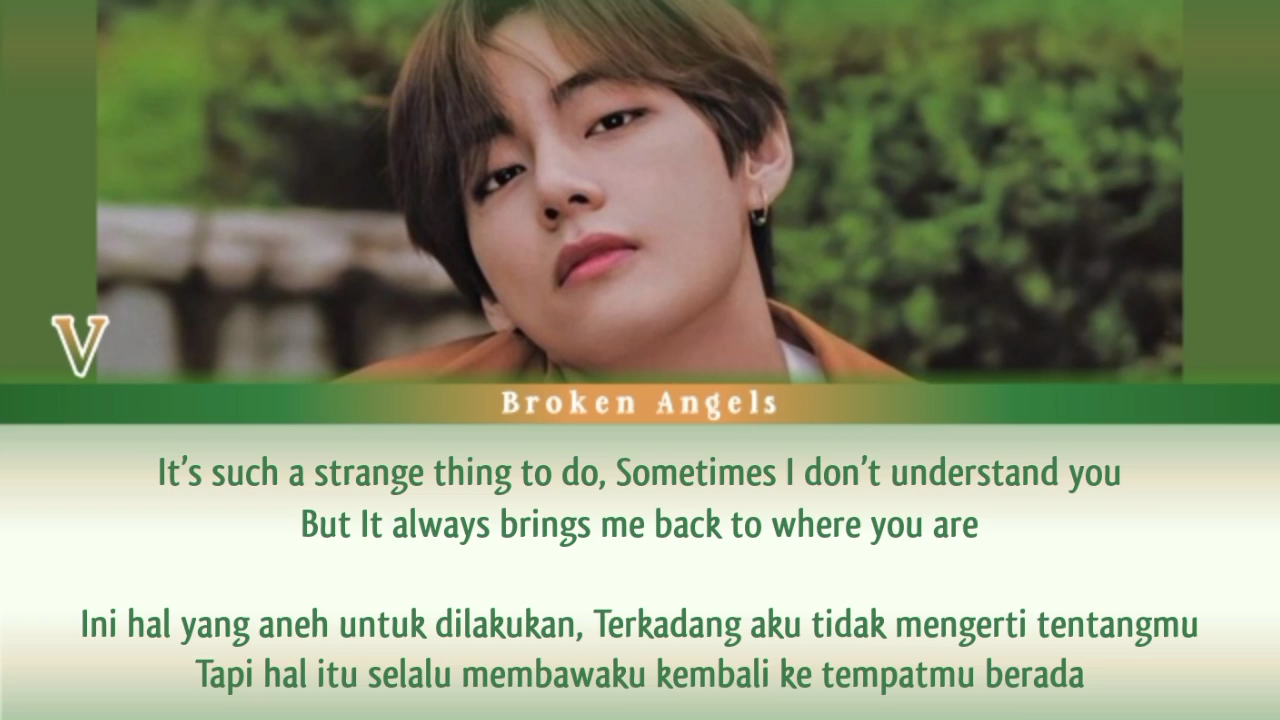 V
Broken Angels
It's such a strange thing to do, Sometimes I don't understand you
But It always brings me back to where you are
Ini hal yang aneh untuk dilakukan, Terkadang aku tidak mengerti tentangmu
Tapi hal itu selalu membawaku kembali ke tempatmu berada